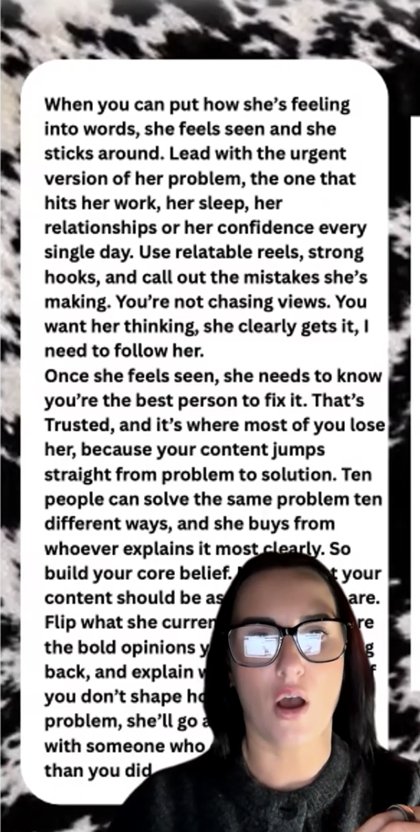 When you can put how she's feeling
into words, she feels seen and she
sticks around. Lead with the urgent
version of her problem, the one that
hits her work, her sleep, her
relationships or her confidence every
single day. Use relatable reels, strong
hooks, and call out the mistakes she's
making. You're not chasing views. You
want her thinking, she clearly gets it, I
need to follow her.
Once she feels seen, she needs to know
you're the best person to fix it. That's
Trusted, and it's where most of you lose
her, because your content jumps
straight from problem to solution. Ten
people can solve the same problem ten
different ways, and she buys from
whoever explains it most clearly. So
build your core belief. your
content should be as are.
Flip what she
the bold opinions
back, and explain
you don't shape
problem, she'll go
with someone who
than you did